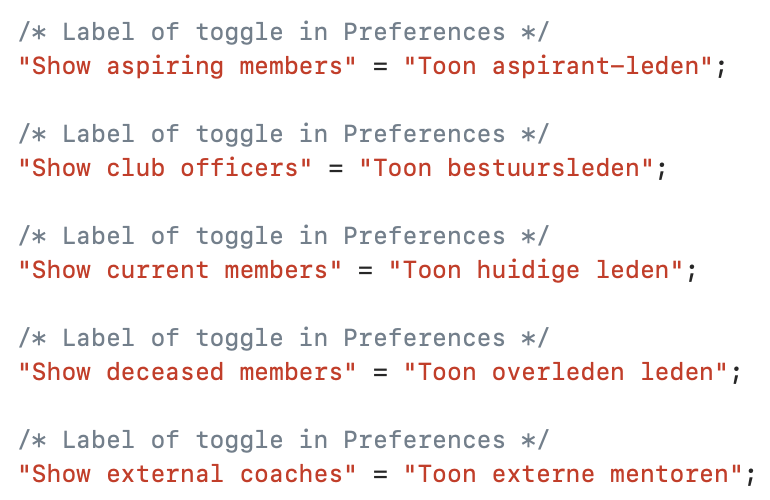 /* Label of toggle in Preferences */
"Show aspiring members" = "Toon aspirant-leden";
/* Label of toggle in Preferences */
"Show club officers" = "Toon bestuursleden";
/* Label of toggle in Preferences */
"Show current members" = "Toon huidige leden";
/* Label of toggle in Preferences */
"Show deceased members" = "Toon overleden leden";
/* Label of toggle in Preferences */
"Show external coaches" = "Toon externe mentoren";